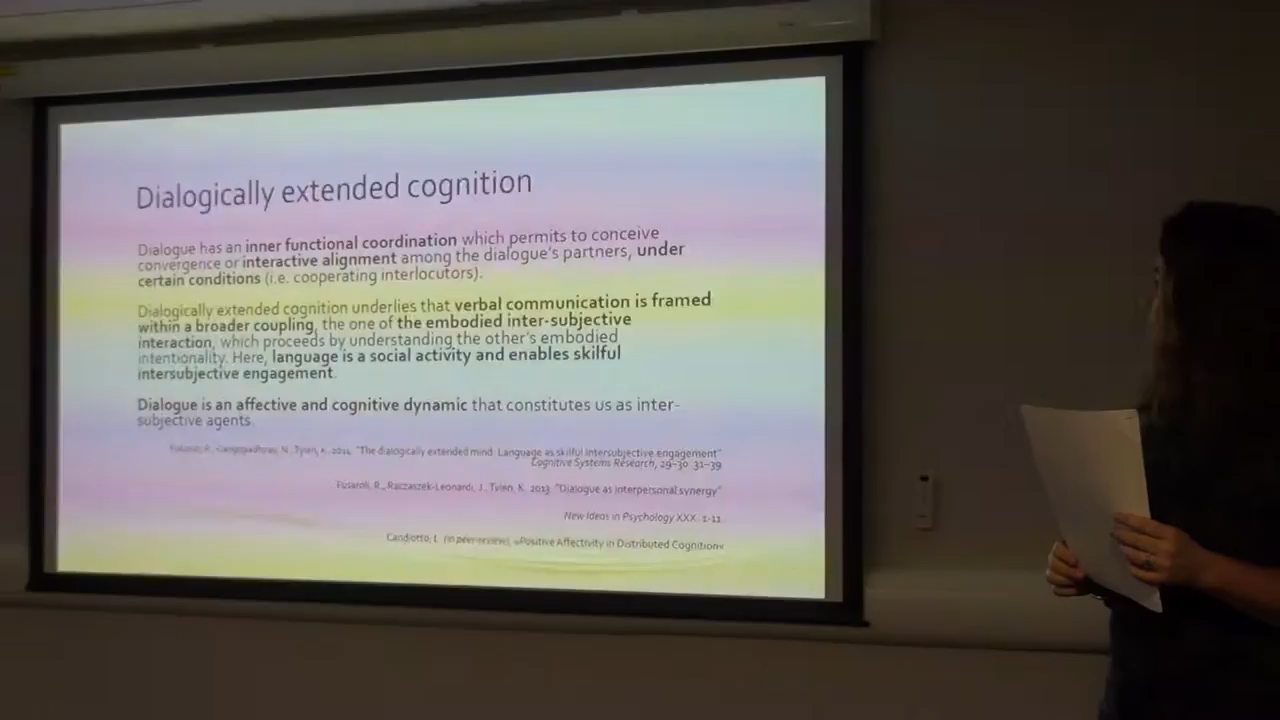 Dialogically extended cognition
Dialogue has an inner functional coordination which permits to conceive
convergence or interactive alignment among the dialogue's partners, under
certain conditions (i.e. cooperating interlocutors).
Dialogically extended cognition underlies that verbal communication is framed
within a broader coupling, the one of the embodied inter-subjective
interaction, which proceeds by understanding the other's embodied
intentionality. Here, language is a social activity and enables skilful
intersubjective engagement.
Dialogue is an affective and cognitive dynamic that constitutes us as inter-
subjective agents.
N., Tylén, K. "The dialogically extended mind: Language as skilful intersubjective engagement"
Cognitive Systems Research, 29-30 31-39
Fusaroli, R., Raczaszek-Leonardi, J., Tylén, K. 2013 "Dialogue as interpersonal synergy"
New Ideas in Psychology XXX: 1-11.
Candiotto, L. (in peer-review), «Positive Affectivity in Distributed Cognition»